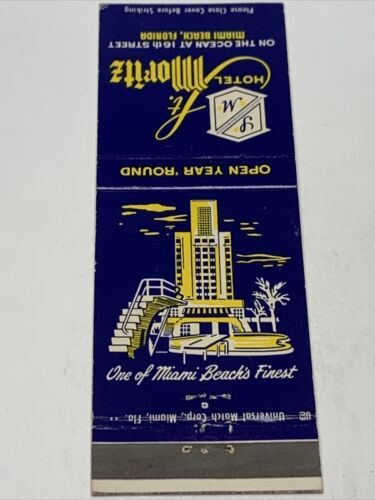 Please Close Cover Before Striking
ON THE OCEAN AT 16th STREET
MIAMI BEACH, FLORIDA
HOTEL
St. Moritz
S M
OPEN YEAR 'ROUND
One of Miami Beach's Finest
©
Universal Match Corp., Miami, Fla.